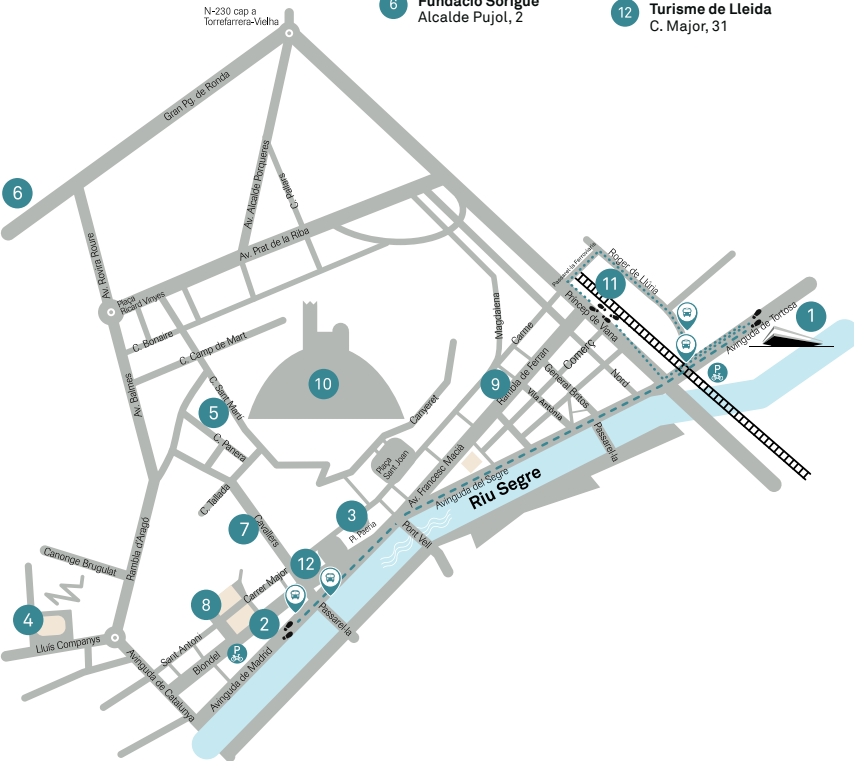 6
Fundació Sorigué
Alcalde Pujol, 2
12
Turisme de Lleida
C. Major, 31
N-230 cap a
Torrefarrera-Vielha
Gran Pg. de Ronda
6
Av. Alcalde Porqueres
C. Pallars
Av. Rovira Roure
Av. Prat de la Riba
Plaça
Ricard Vinyes
Passarel·la Ferroviària
Roger de Llúria
11
Príncep de Viana
1
Avinguda de Tortosa
P
C. Bonaire
C. Camp de Mart
Magdalena
Carme
Rambla de Ferran
Comerç
Nord
General Britos
Vila Antònia
Av. Balmes
C. Sant Martí
10
9
5
Canyeret
C. Panera
Plaça
Sant Joan
Av. Francesc Macià
Passarel·la
Avinguda del Segre
Riu Segre
C. Tallada
7
Cavallers
3
Pl. Paeria
Pont Vell
Rambla d'Aragó
Canonge Brugulat
12
Carrer Major
8
2
Passarel·la
4
Lluís Companys
Sant Antoni
Blondel
P
Avinguda de Madrid
Avinguda de Catalunya